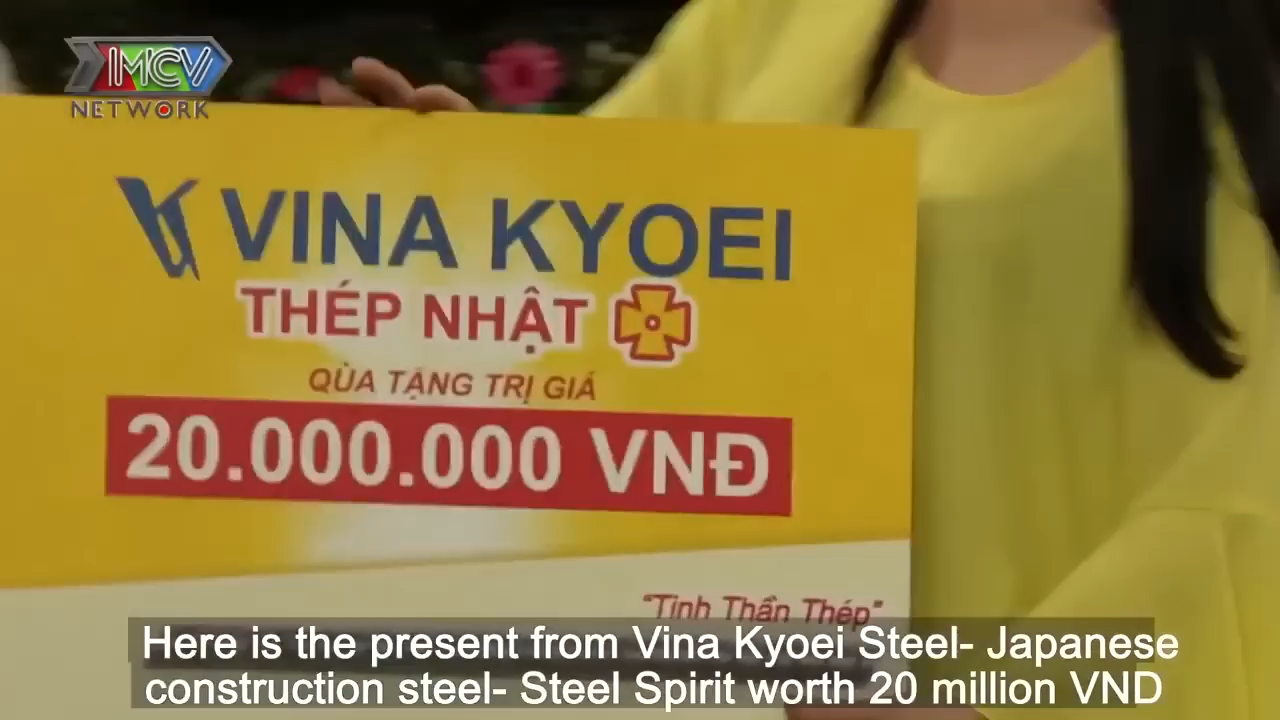 MCV
NETWORK
VINA KYOEI
THÉP NHẬT
QÙA TẶNG TRỊ GIÁ
20.000.000 VNĐ
“Tinh Thần Thép”
Here is the present from Vina Kyoei Steel- Japanese
construction steel- Steel Spirit worth 20 million VND